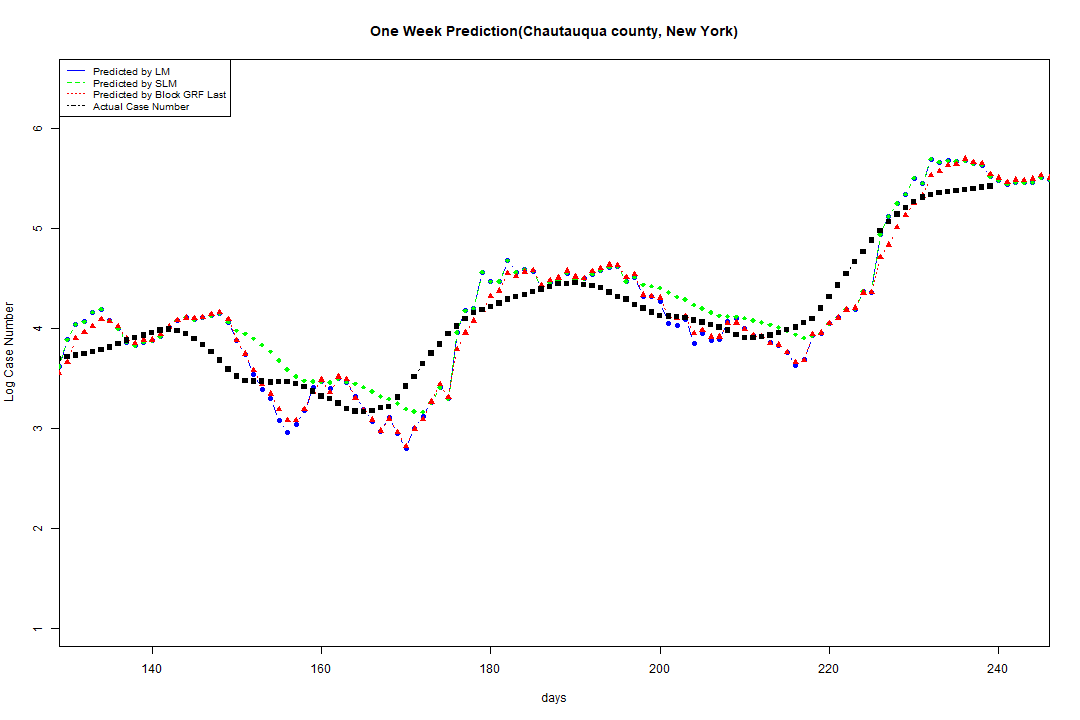 One Week Prediction(Chautauqua county, New York)
Predicted by LM
Predicted by SLM
Predicted by Block GRF Last
Actual Case Number
Log Case Number
6
5
4
3
2
1
140 160 180 200 220 240
days